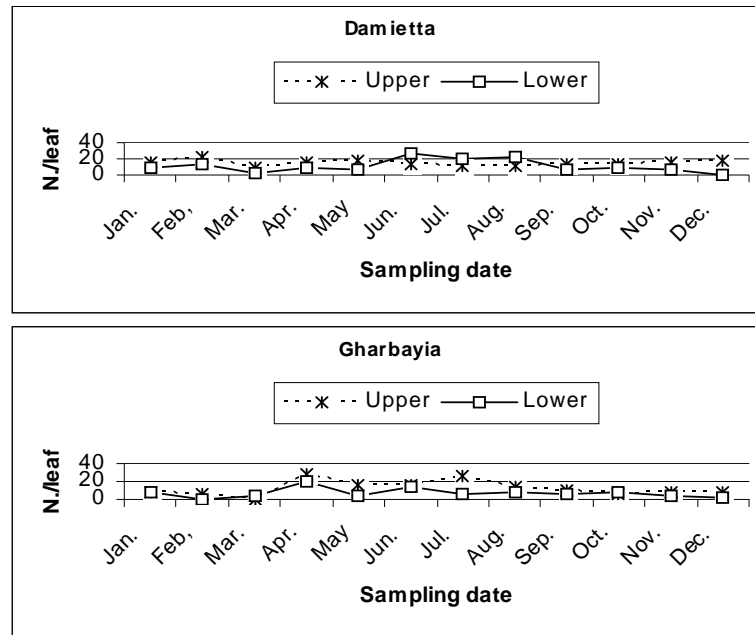 Damietta
Upper Lower
N./leaf
40
20
0
Jan. Feb, Mar. Apr. May Jun. Jul. Aug. Sep. Oct. Nov. Dec.
Sampling date
Gharbayia
Upper Lower
N./leaf
40
20
0
Jan. Feb, Mar. Apr. May Jun. Jul. Aug. Sep. Oct. Nov. Dec.
Sampling date